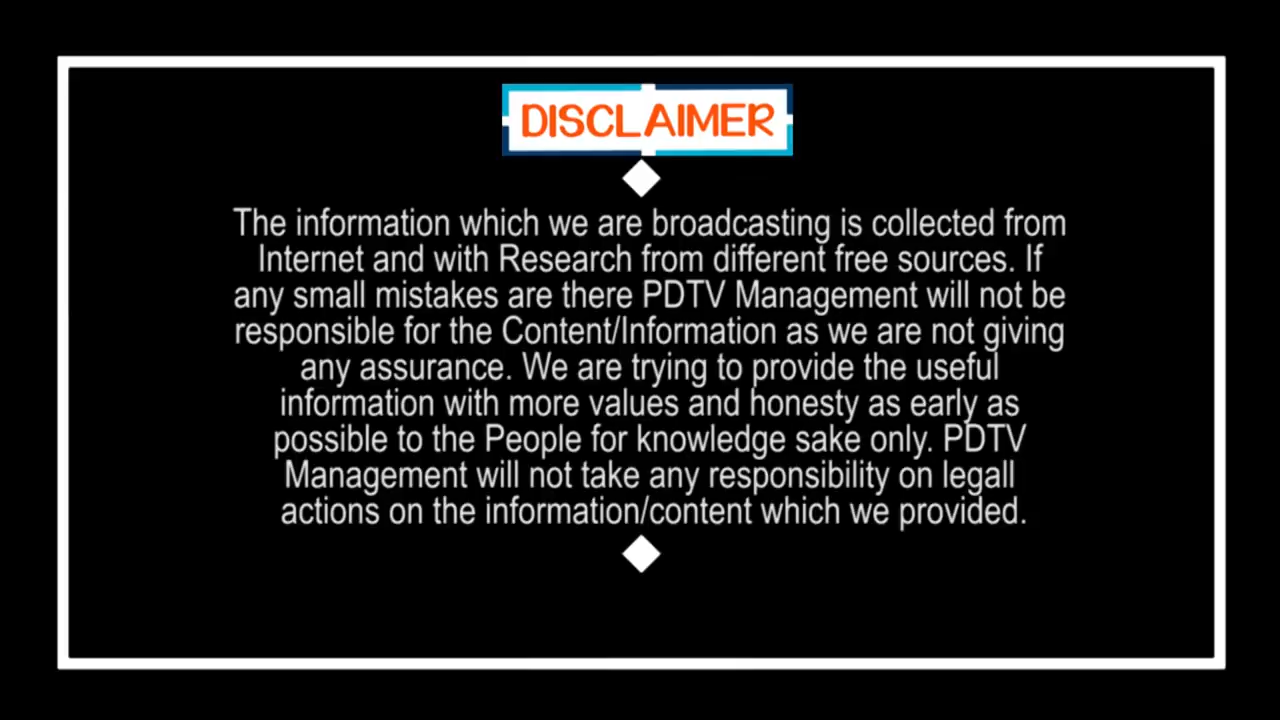 DISCLAIMER
The information which we are broadcasting is collected from
Internet and with Research from different free sources. If
any small mistakes are there PDTV Management will not be
responsible for the Content/Information as we are not giving
any assurance. We are trying to provide the useful
information with more values and honesty as early as
possible to the People for knowledge sake only. PDTV
Management will not take any responsibility on legall
actions on the information/content which we provided.